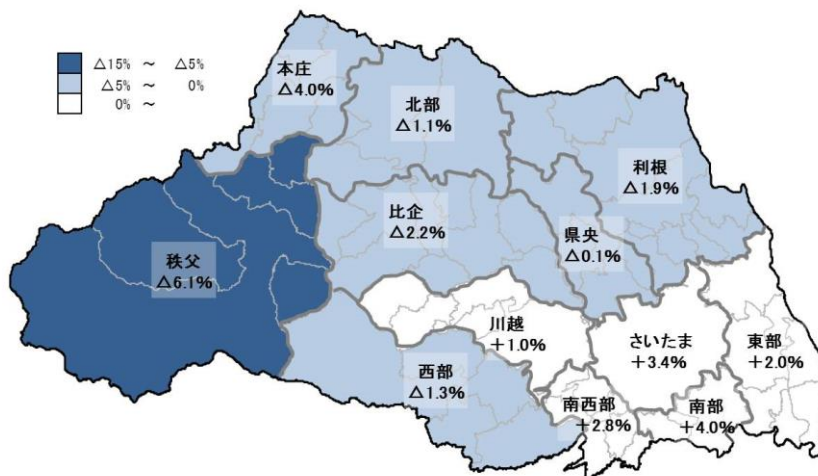 △15% ～ △5%
△5% ～ 0%
0% ～
本庄
△4.0%
北部
△1.1%
利根
△1.9%
比企
△2.2%
県央
△0.1%
秩父
△6.1%
川越
+1.0%
さいたま
+3.4%
東部
+2.0%
西部
△1.3%
南西部
+2.8%
南部
+4.0%